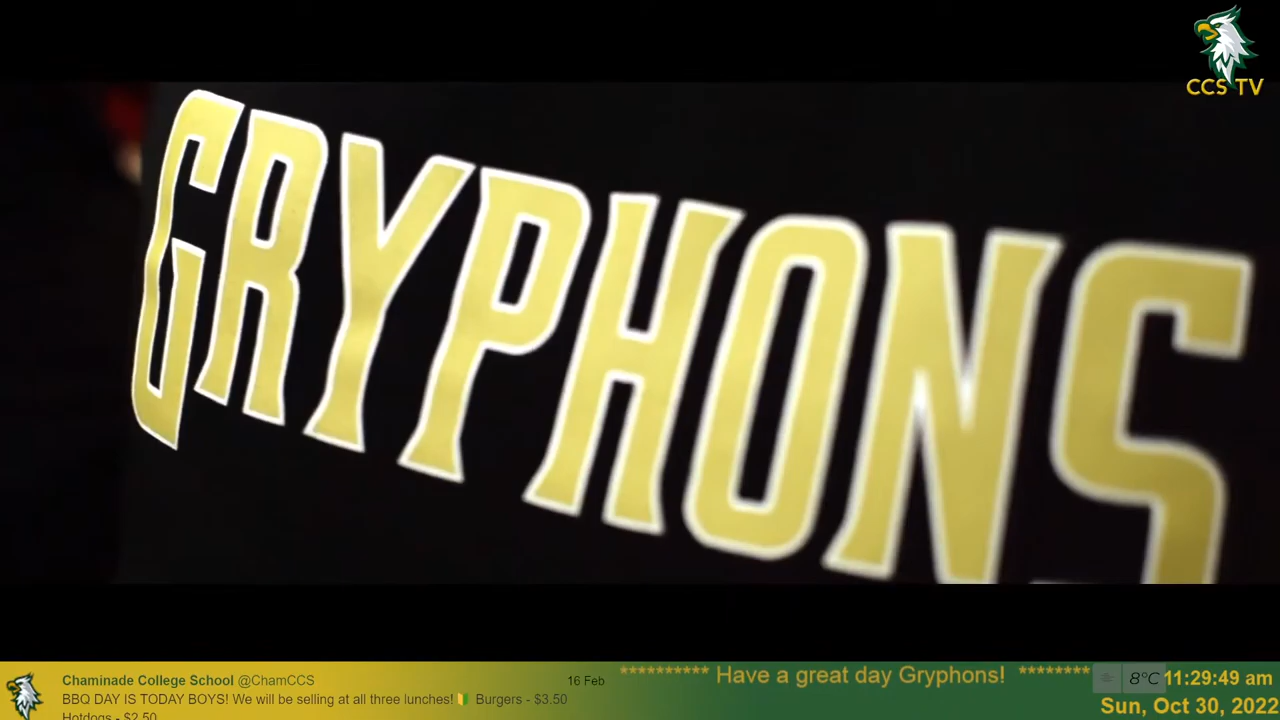 CCS TV
GRYPHONS
Chaminade College School @ChamCCS
16 Feb
BBQ DAY IS TODAY BOYS! We will be selling at all three lunches! Burgers - $3.50
Hotdogs - $2.50
********** Have a great day Gryphons! ********
8°C
11:29:49 am
Sun, Oct 30, 2022